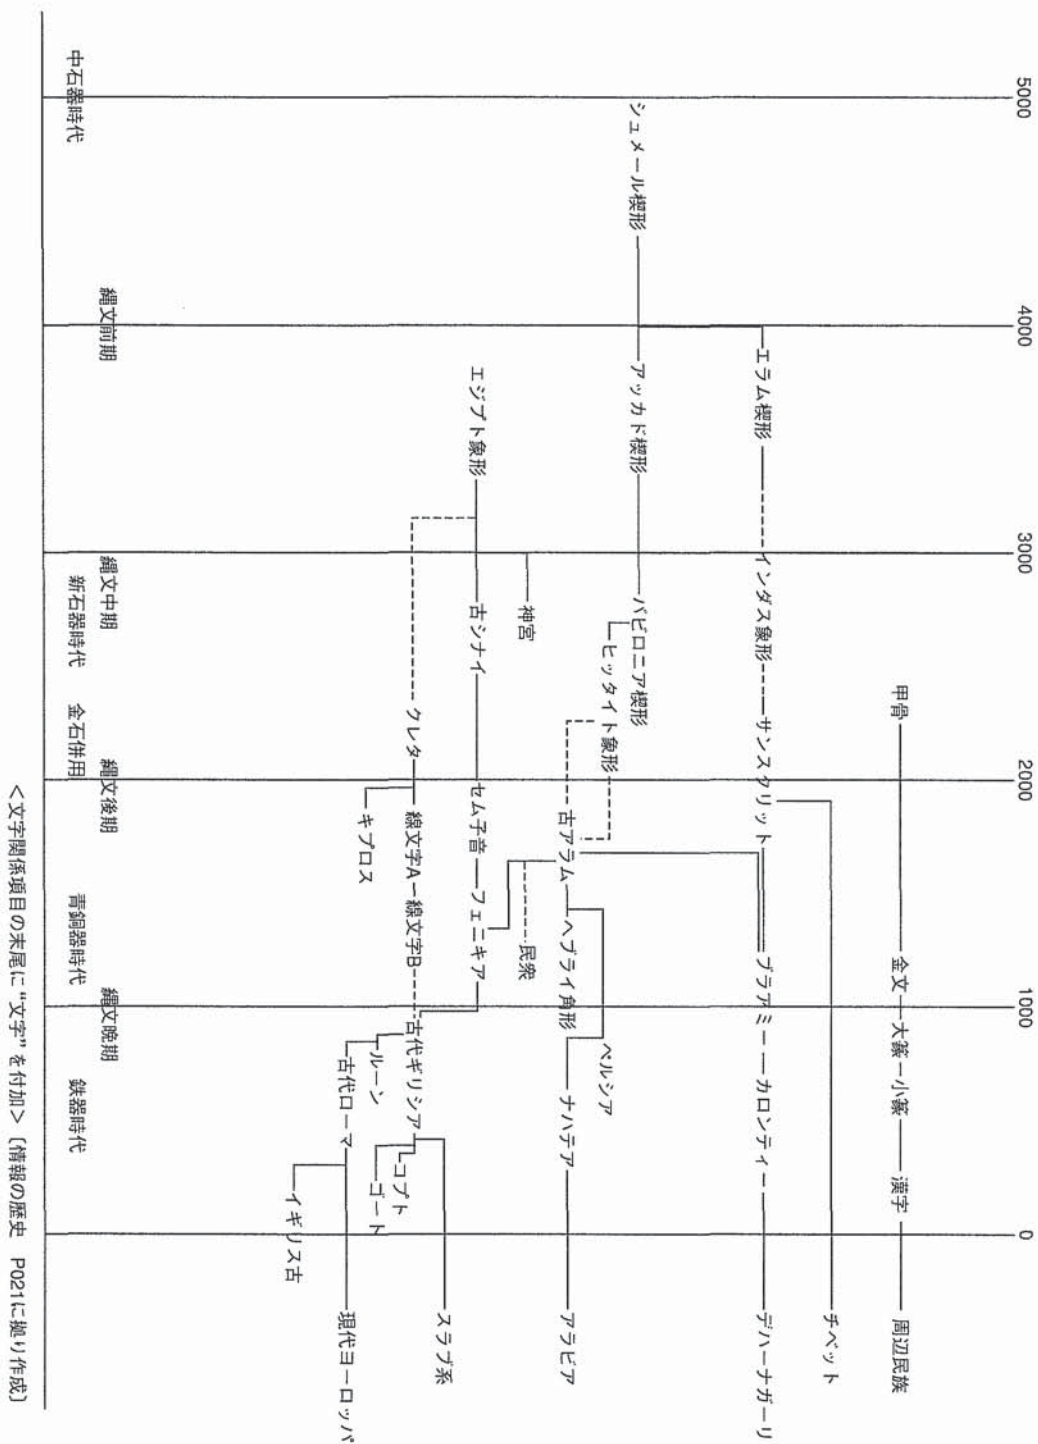 5000
4000
3000
2000
1000
0
甲骨
金文
大篆
小篆
漢字
周辺民族
チベット
エラム楔形
インダス象形
サンスクリット
ブラアミー
カロンティー
デハーナガーリ
シュメール楔形
アッカド楔形
バビロニア楔形
ヒッタイト象形
古アラム
ヘブライ角形
ペルシア
ナハテア
アラビア
神宮
民衆
エジプト象形
古シナイ
セム子音
フェニキア
クレタ
線文字A
線文字B
古代ギリシア
スラブ系
コプト
ゴート
キプロス
ルーン
古代ローマ
現代ヨーロッパ
イギリス古
中石器時代
縄文前期
縄文中期
新石器時代
金石併用
縄文後期
青銅器時代
縄文晩期
鉄器時代
<文字関係項目の末尾に"文字"を付加>〔情報の歴史 P021に拠り作成〕